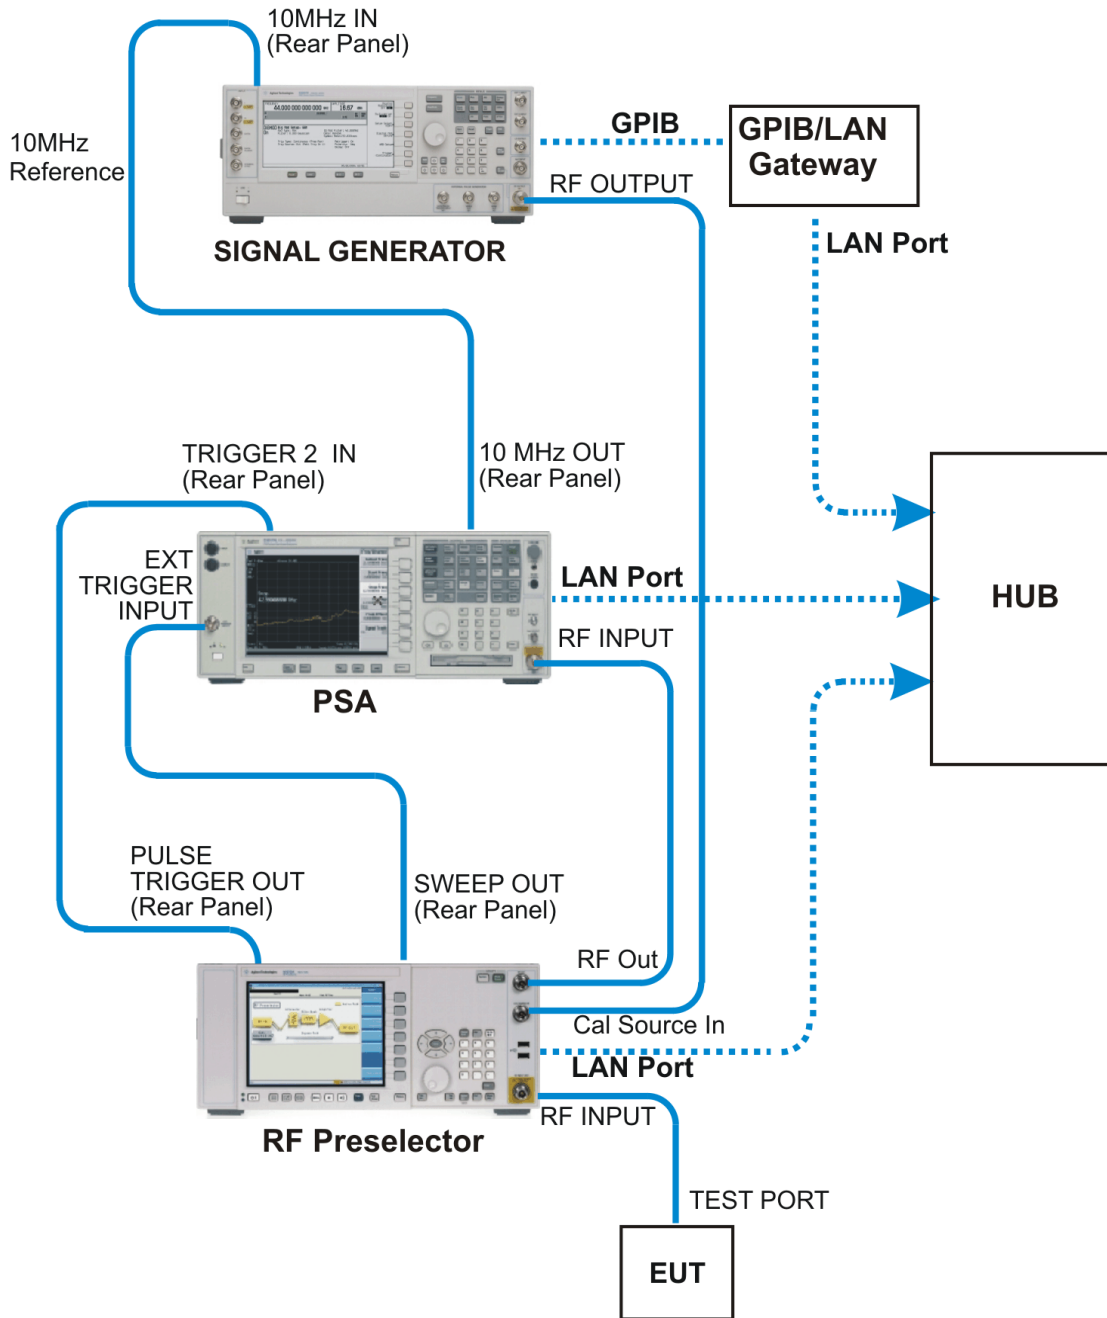 10MHz IN
(Rear Panel)
10MHz
Reference
GPIB
GPIB/LAN
Gateway
RF OUTPUT
SIGNAL GENERATOR
LAN Port
TRIGGER 2 IN
(Rear Panel)
10 MHz OUT
(Rear Panel)
EXT
TRIGGER
INPUT
LAN Port
HUB
RF INPUT
PSA
PULSE
TRIGGER OUT
(Rear Panel)
SWEEP OUT
(Rear Panel)
RF Out
Cal Source In
LAN Port
RF INPUT
RF Preselector
TEST PORT
EUT